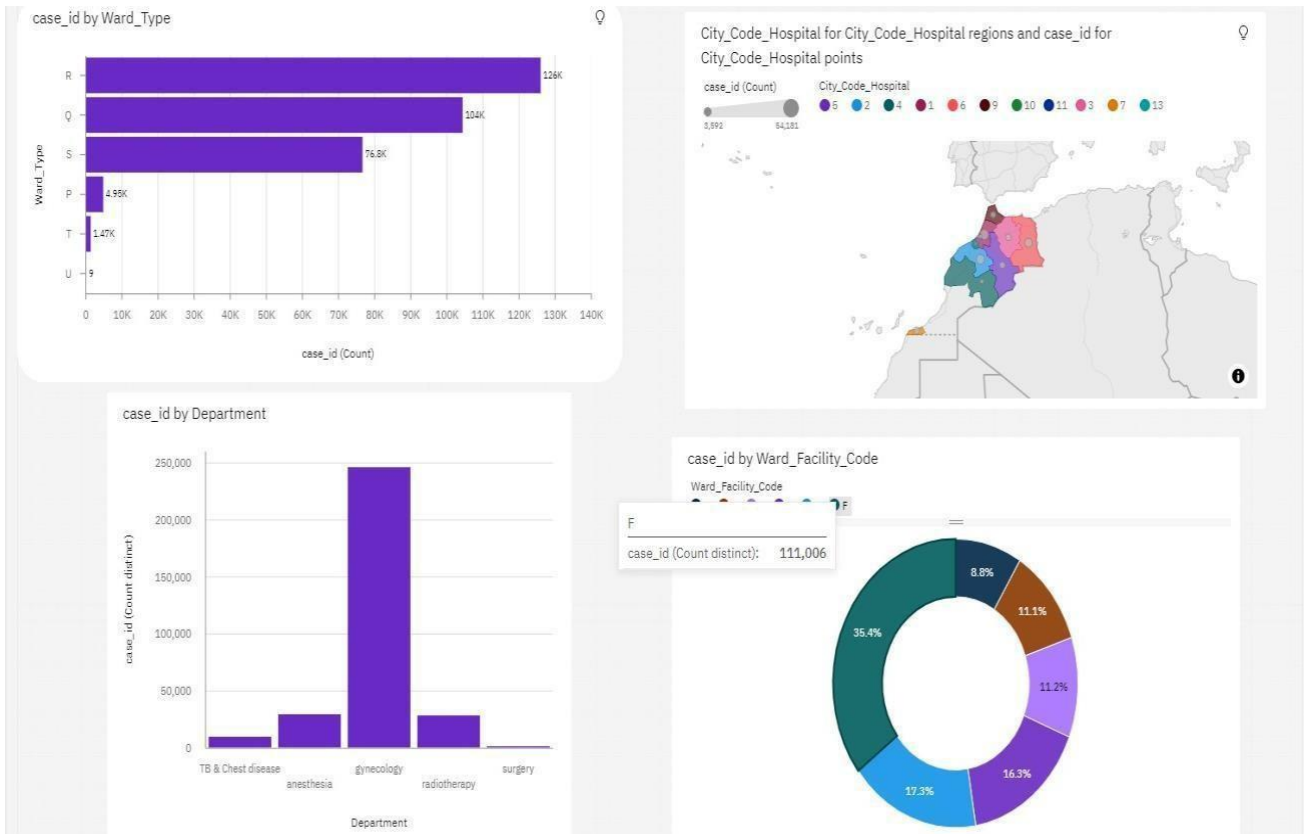 case_id by Ward_Type
Ward_Type
R
126K
Q
104K
S
76.8K
P
4.95K
T
1.47K
U
9
0 10K 20K 30K 40K 50K 60K 70K 80K 90K 100K 110K 120K 130K 140K
case_id (Count)
City_Code_Hospital for City_Code_Hospital regions and case_id for
City_Code_Hospital points
case_id (Count)
3,592 54,181
City_Code_Hospital
5 2 4 1 6 9 10 11 3 7 13
case_id by Department
case_id (Count distinct)
250,000
200,000
150,000
100,000
50,000
0
TB & Chest disease
anesthesia
gynecology
radiotherapy
surgery
Department
case_id by Ward_Facility_Code
Ward_Facility_Code
F
F
case_id (Count distinct): 111,006
8.8%
11.1%
11.2%
16.3%
17.3%
35.4%